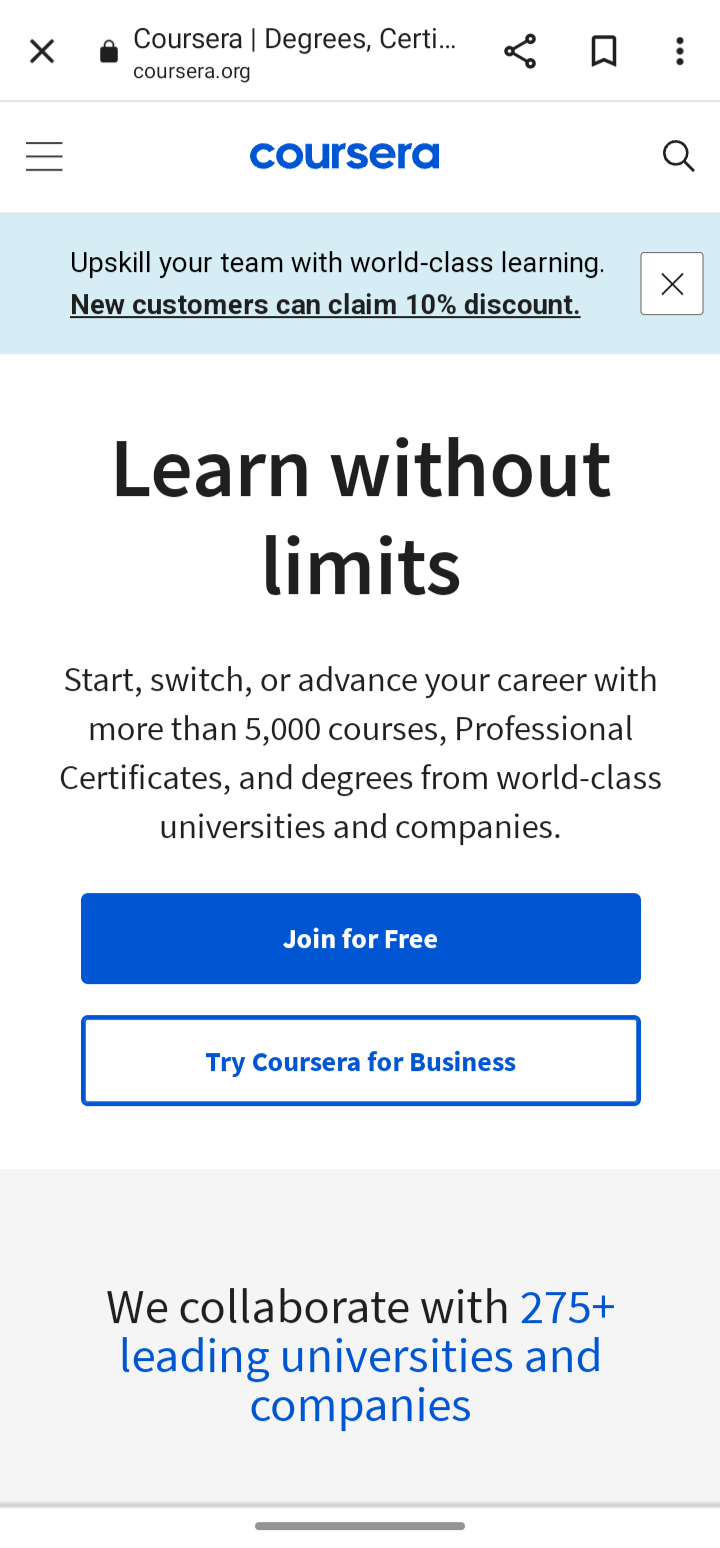 Coursera | Degrees, Certi...
coursera.org
coursera
Upskill your team with world-class learning.
New customers can claim 10% discount.
Learn without
limits
Start, switch, or advance your career with
more than 5,000 courses, Professional
Certificates, and degrees from world-class
universities and companies.
Join for Free
Try Coursera for Business
We collaborate with 275+
leading universities and
companies